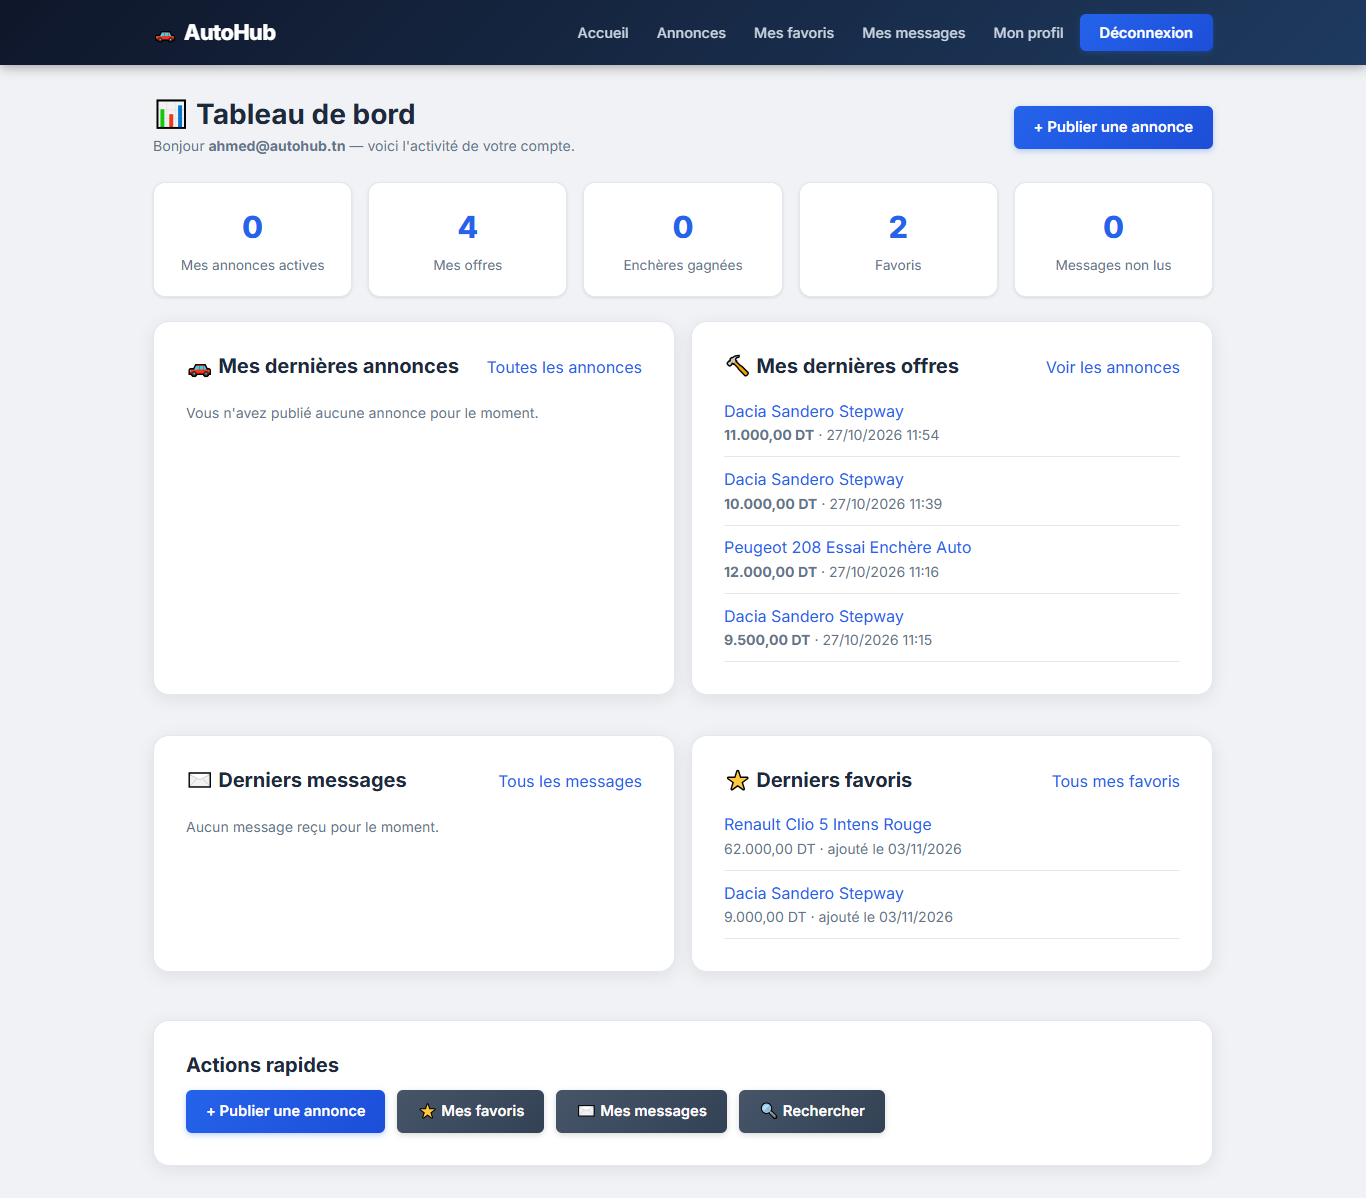 AutoHub
Accueil Annonces Mes favoris Mes messages Mon profil Déconnexion
Tableau de bord
Bonjour ahmed@autohub.tn — voici l'activité de votre compte.
+ Publier une annonce
0
Mes annonces actives
4
Mes offres
0
Enchères gagnées
2
Favoris
0
Messages non lus
Mes dernières annonces
Toutes les annonces
Vous n'avez publié aucune annonce pour le moment.
Mes dernières offres
Voir les annonces
Dacia Sandero Stepway
11.000,00 DT · 27/10/2026 11:54
Dacia Sandero Stepway
10.000,00 DT · 27/10/2026 11:39
Peugeot 208 Essai Enchère Auto
12.000,00 DT · 27/10/2026 11:16
Dacia Sandero Stepway
9.500,00 DT · 27/10/2026 11:15
Derniers messages
Tous les messages
Aucun message reçu pour le moment.
Derniers favoris
Tous mes favoris
Renault Clio 5 Intens Rouge
62.000,00 DT · ajouté le 03/11/2026
Dacia Sandero Stepway
9.000,00 DT · ajouté le 03/11/2026
Actions rapides
+ Publier une annonce
Mes favoris
Mes messages
Rechercher